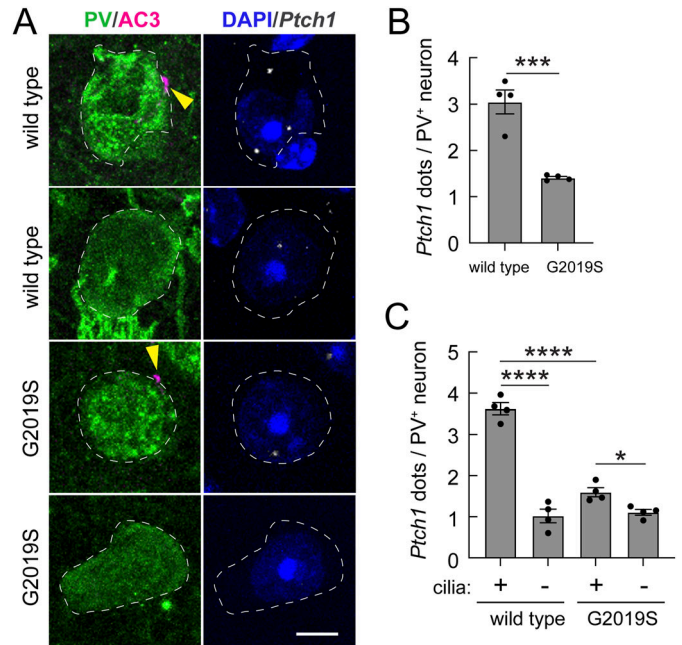 A
PV/AC3
DAPI/Ptch1
wild type
wild type
G2019S
G2019S
B
Ptch1 dots / PV+ neuron
4
3
2
1
0
***
wild type
G2019S
C
Ptch1 dots / PV+ neuron
5
4
3
2
1
0
****
****
*
cilia: + - + -
wild type G2019S